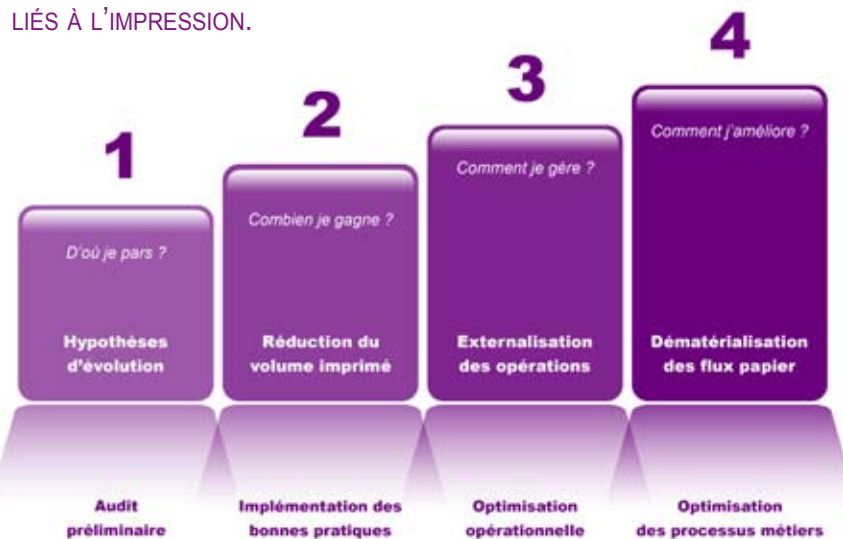 LIÉS À L'IMPRESSION.
1
D'où je pars ?
Hypothèses
d'évolution
Audit
préliminaire
2
Combien je gagne ?
Réduction du
volume imprimé
Implémentation des
bonnes pratiques
3
Comment je gére ?
Externalisation
des opérations
Optimisation
opérationnelle
4
Comment j'améliore ?
Dématérialisation
des flux papier
Optimisation
des processus métiers